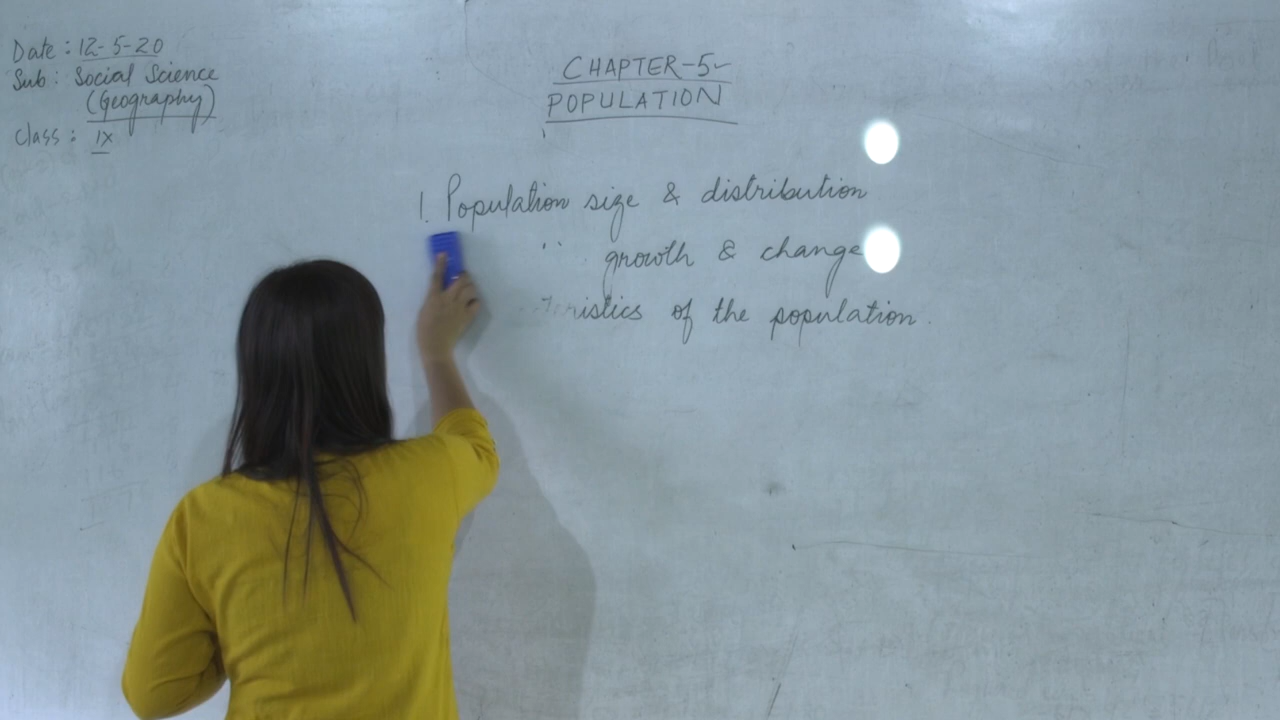 Date : 12-5-20
Sub : Social Science
(Geography)
Class : IX
CHAPTER-5
POPULATION
1. Population size & distribution
" growth & change
ristics of the population.